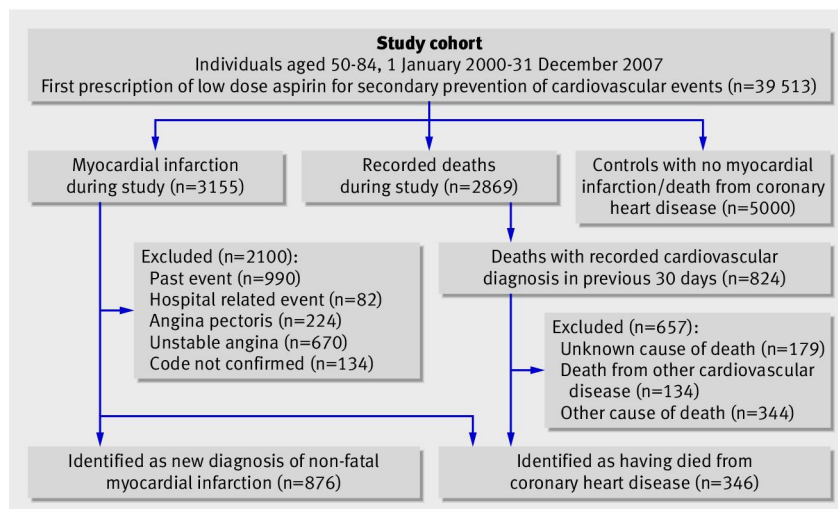 Study cohort
Individuals aged 50-84, 1 January 2000-31 December 2007
First prescription of low dose aspirin for secondary prevention of cardiovascular events (n=39 513)
Myocardial infarction
during study (n=3155)
Recorded deaths
during study (n=2869)
Controls with no myocardial
infarction/death from coronary
heart disease (n=5000)
Excluded (n=2100):
Past event (n=990)
Hospital related event (n=82)
Angina pectoris (n=224)
Unstable angina (n=670)
Code not confirmed (n=134)
Deaths with recorded cardiovascular
diagnosis in previous 30 days (n=824)
Excluded (n=657):
Unknown cause of death (n=179)
Death from other cardiovascular
disease (n=134)
Other cause of death (n=344)
Identified as new diagnosis of non-fatal
myocardial infarction (n=876)
Identified as having died from
coronary heart disease (n=346)